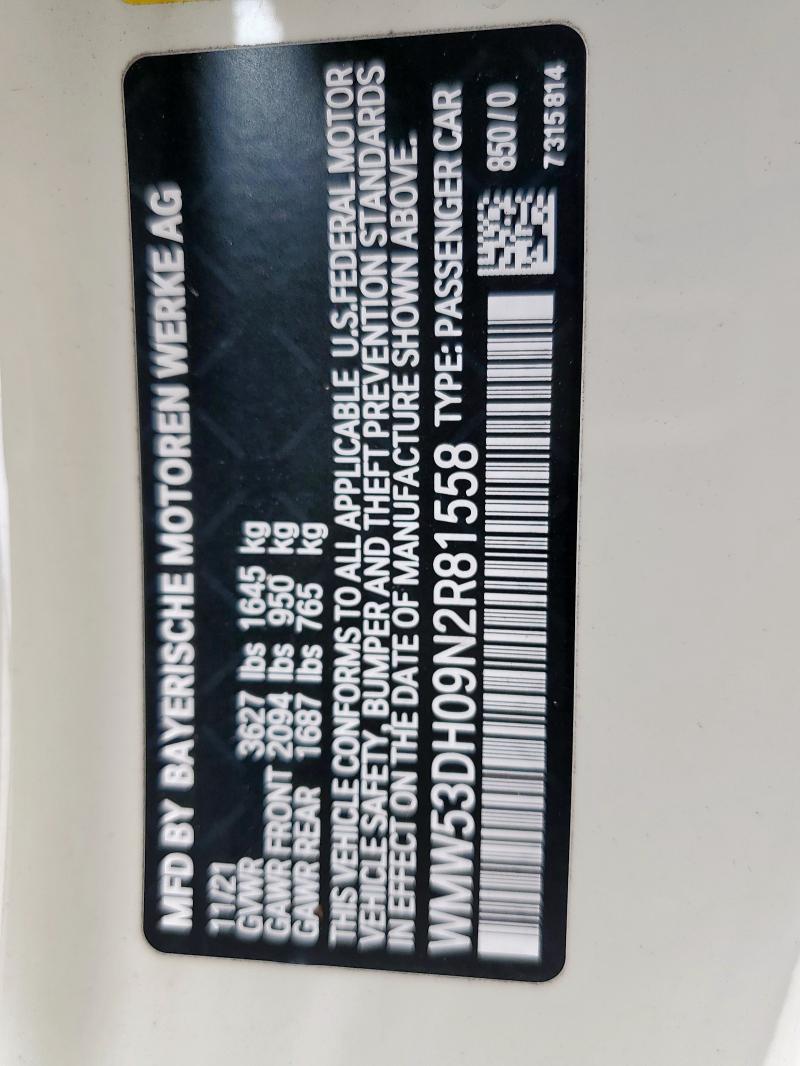 MFD BY BAYERISCHE MOTOREN WERKE AG
11/21
GVWR 3627 lbs 1645 kg
GAWR FRONT 2094 lbs 950 kg
GAWR REAR 1687 lbs 765 kg
THIS VEHICLE CONFORMS TO ALL APPLICABLE U.S.FEDERAL MOTOR
VEHICLE SAFETY, BUMPER AND THEFT PREVENTION STANDARDS
IN EFFECT ON THE DATE OF MANUFACTURE SHOWN ABOVE.
WMW53DH09N2R81558 TYPE: PASSENGER CAR
850/0
7315814